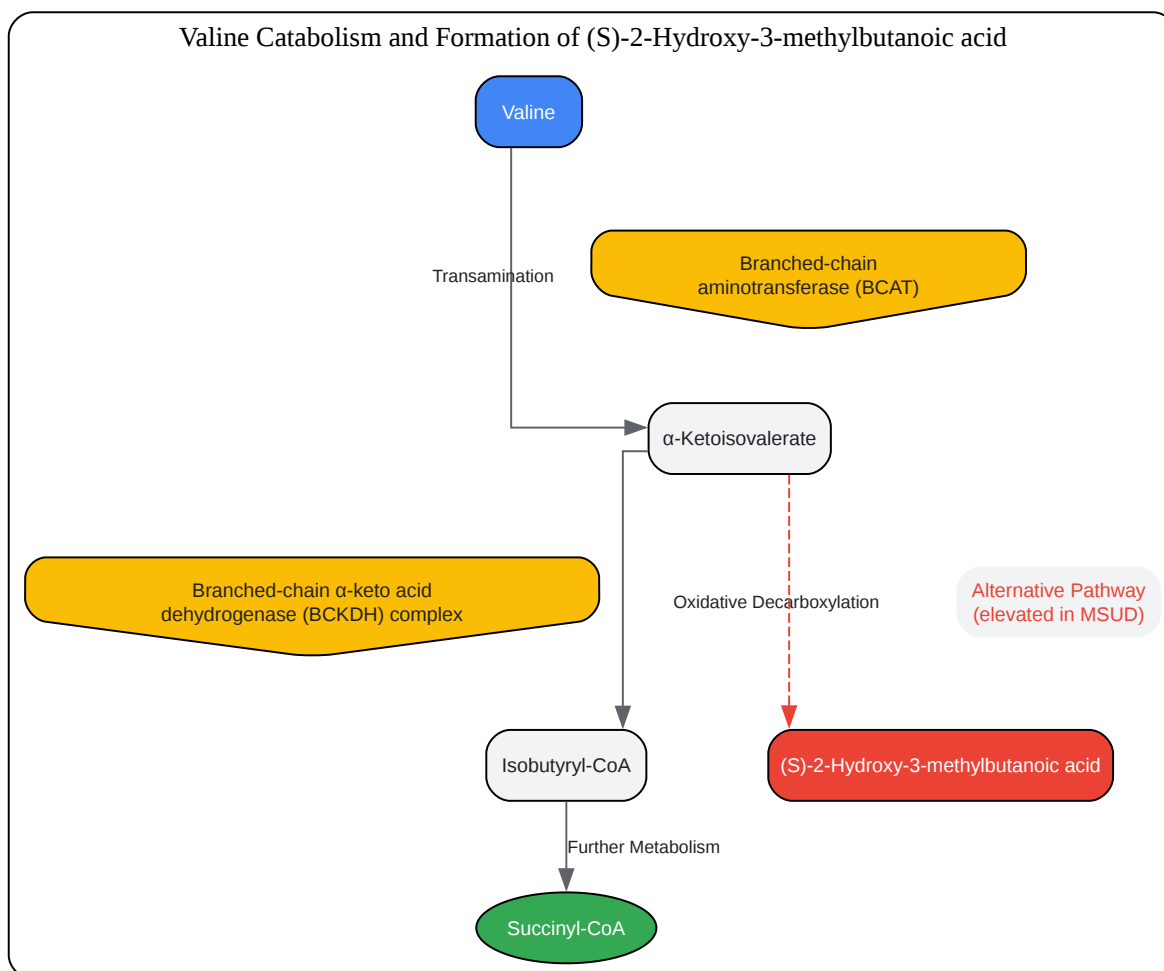 Valine Catabolism and Formation of (S)-2-Hydroxy-3-methylbutanoic acid
Valine
Transamination
Branched-chain
aminotransferase (BCAT)
α-Ketoisovalerate
Branched-chain α-keto acid
dehydrogenase (BCKDH) complex
Oxidative Decarboxylation
Alternative Pathway
(elevated in MSUD)
Isobutyryl-CoA
(S)-2-Hydroxy-3-methylbutanoic acid
Further Metabolism
Succinyl-CoA